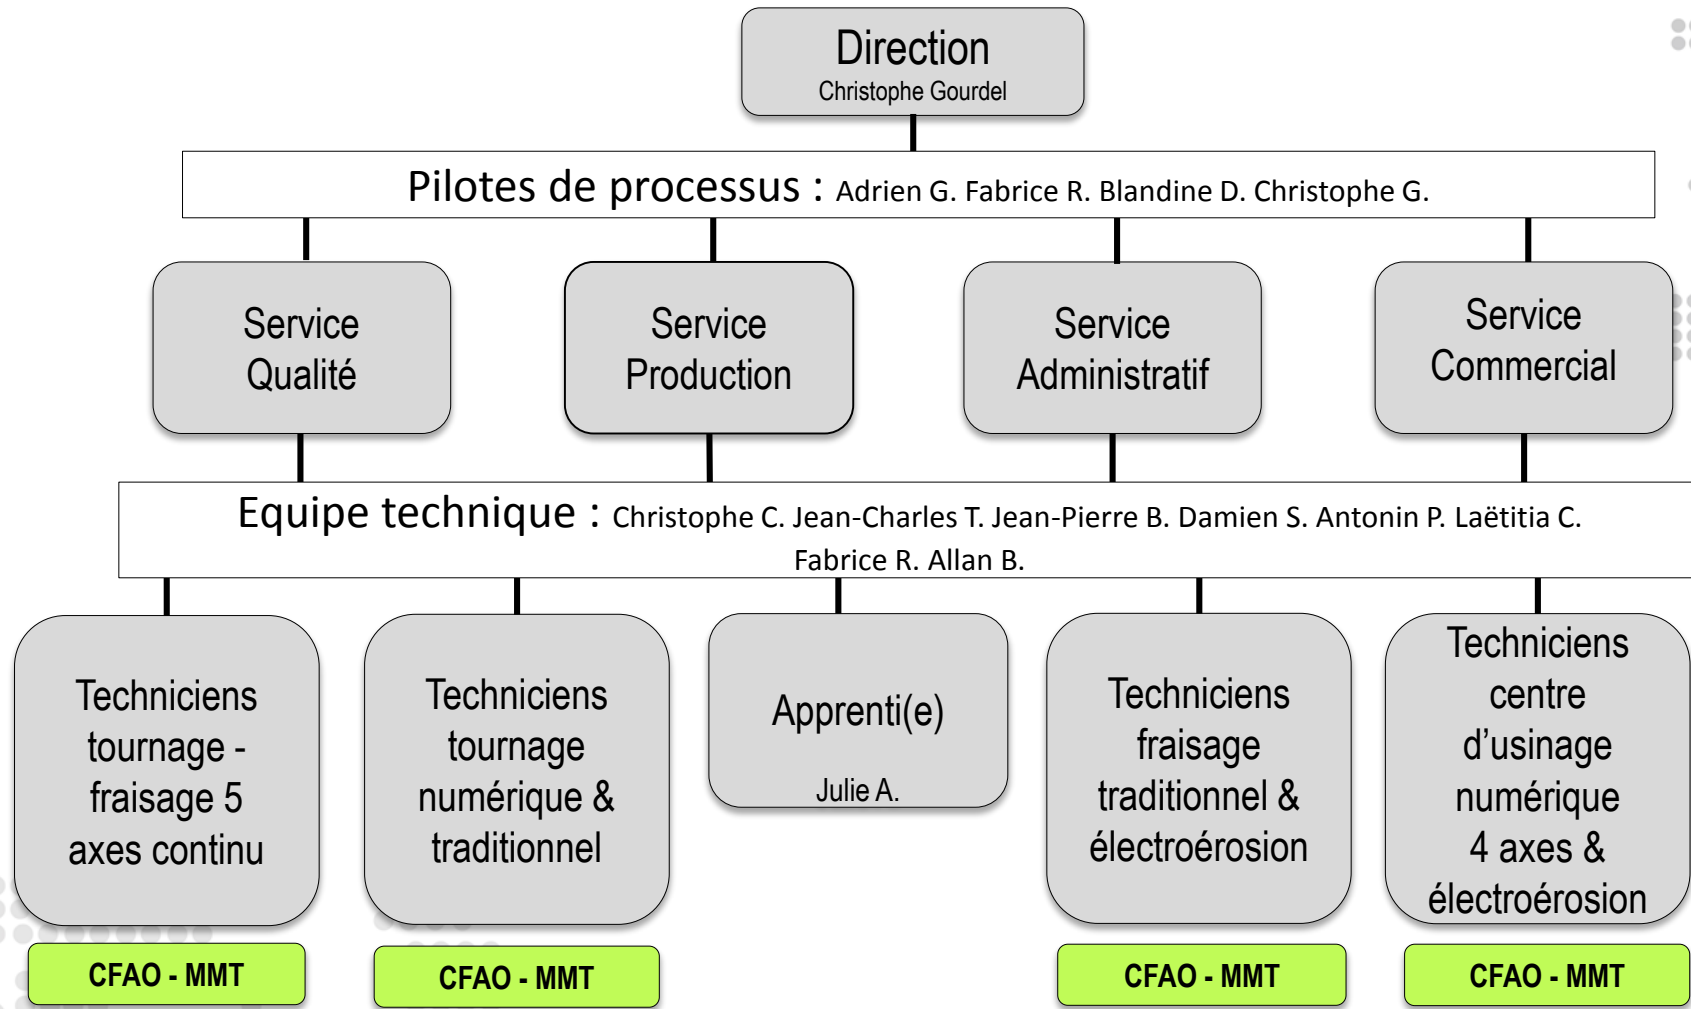 Direction
Christophe Gourdel
Pilotes de processus : Adrien G. Fabrice R. Blandine D. Christophe G.
Service
Qualité
Service
Production
Service
Administratif
Service
Commercial
Equipe technique : Christophe C. Jean-Charles T. Jean-Pierre B. Damien S. Antonin P. Laëtitia C.
Fabrice R. Allan B.
Techniciens
tournage -
fraisage 5
axes continu
Techniciens
tournage
numérique &
traditionnel
Apprenti(e)
Julie A.
Techniciens
fraisage
traditionnel &
électroérosion
Techniciens
centre
d’usinage
numérique
4 axes &
électroérosion
CFAO - MMT
CFAO - MMT
CFAO - MMT
CFAO - MMT